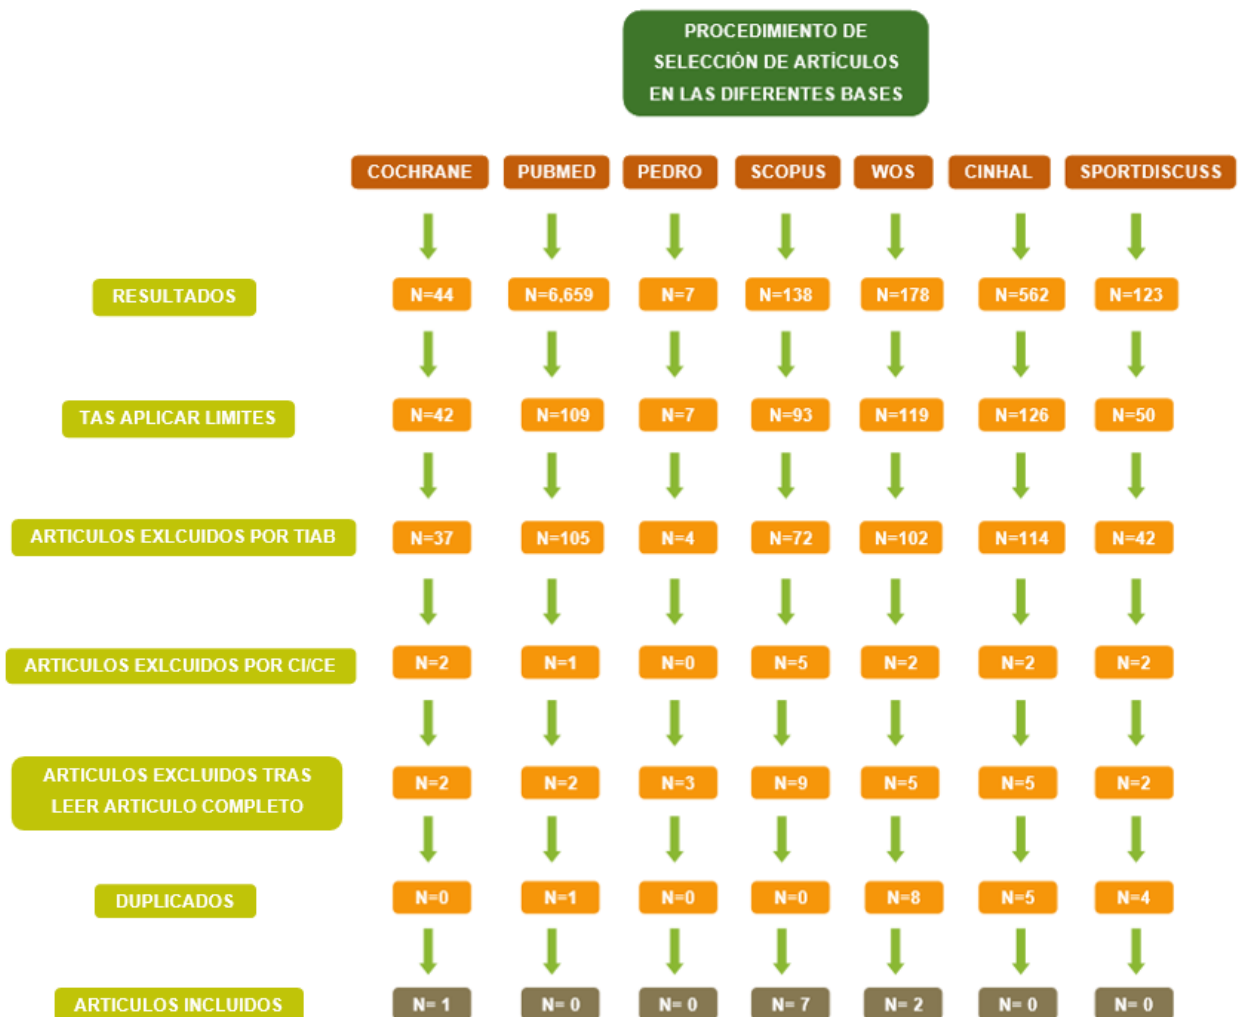 PROCEDIMIENTO DE
SELECCIÓN DE ARTÍCULOS
EN LAS DIFERENTES BASES
COCHRANE PUBMED PEDRO SCOPUS WOS CINHAL SPORTDISCUSS
RESULTADOS N=44 N=6,659 N=7 N=138 N=178 N=562 N=123
TAS APLICAR LIMITES N=42 N=109 N=7 N=93 N=119 N=126 N=50
ARTICULOS EXLCUIDOS POR TIAB N=37 N=105 N=4 N=72 N=102 N=114 N=42
ARTICULOS EXLCUIDOS POR CI/CE N=2 N=1 N=0 N=5 N=2 N=2 N=2
ARTICULOS EXCLUIDOS TRAS
LEER ARTICULO COMPLETO N=2 N=2 N=3 N=9 N=5 N=5 N=2
DUPLICADOS N=0 N=1 N=0 N=0 N=8 N=5 N=4
ARTICULOS INCLUIDOS N= 1 N= 0 N= 0 N= 7 N= 2 N= 0 N= 0